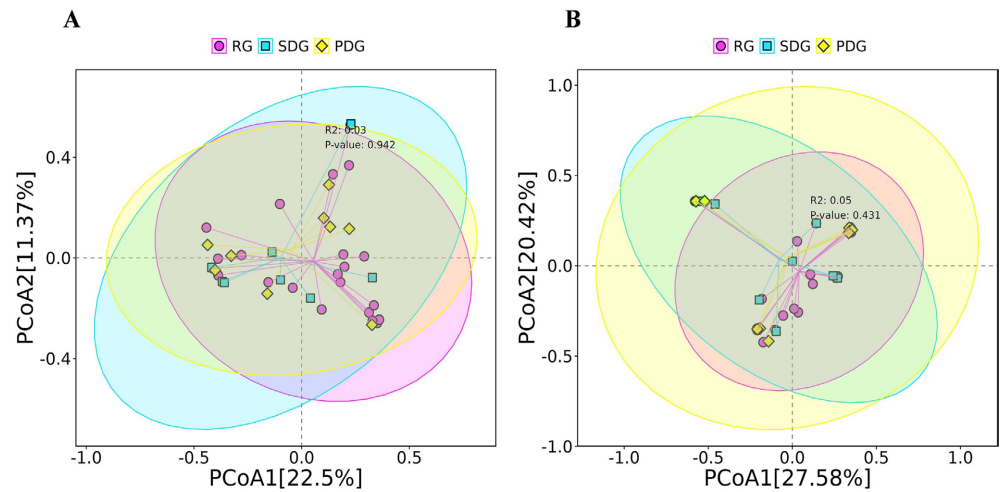 A
RG SDG PDG
R2: 0.03
P-value: 0.942
PCoA2[11.37%]
0.4
0.0
-0.4
-1.0 -0.5 0.0 0.5
PCoA1[22.5%]
B
RG SDG PDG
R2: 0.05
P-value: 0.431
PCoA2[20.42%]
1.0
0.5
0.0
-0.5
-1.0
-1.0 -0.5 0.0 0.5 1.0
PCoA1[27.58%]